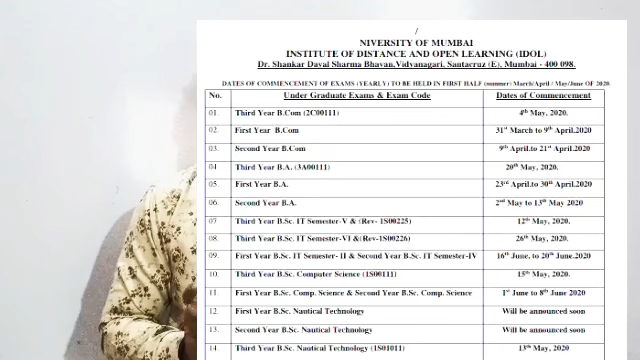 /
NIVERSITY OF MUMBAI
INSTITUTE OF DISTANCE AND OPEN LEARNING (IDOL)
Dr. Shankar Dayal Sharma Bhavan,Vidyanagari, Santacruz (E), Mumbai - 400 098.
DATES OF COMMENCEMENT OF EXAMS (YEARLY) TO BE HELD IN FIRST HALF (summer) March/April / May/June OF 2020.
No. Under Graduate Exams & Exam Code Dates of Commencement
01. Third Year B.Com (2C00111) 4th May, 2020.
02. First Year B.Com 31st March to 9th April.2020
03. Second Year B.Com 9th April.to 21st April.2020
04 Third Year B.A. (3A00111) 20th May, 2020.
05. First Year B.A. 23rd April.to 30th April.2020
06. Second Year B.A. 2nd May to 13th May 2020
07 Third Year B.Sc. IT Semester-V & (Rev- 1S00225) 12th May, 2020.
08. Third Year B.Sc. IT Semester-VI &(Rev-1S00226) 26th May, 2020.
09. First Year B.Sc. IT Semester- II & Second Year B.Sc. IT Semester-IV 16th June, to 20th June.2020
10. Third Year B.Sc. Computer Science (1S00111) 15th May, 2020.
11. First Year B.Sc. Comp. Science & Second Year B.Sc. Comp. Science 1st June to 8th June 2020
12. First Year B.Sc. Nautical Technology Will be announced soon
13. Second Year B.Sc. Nautical Technology Will be announced soon
14. Third Year B.Sc. Nautical Technology (1S01011) 13th May, 2020